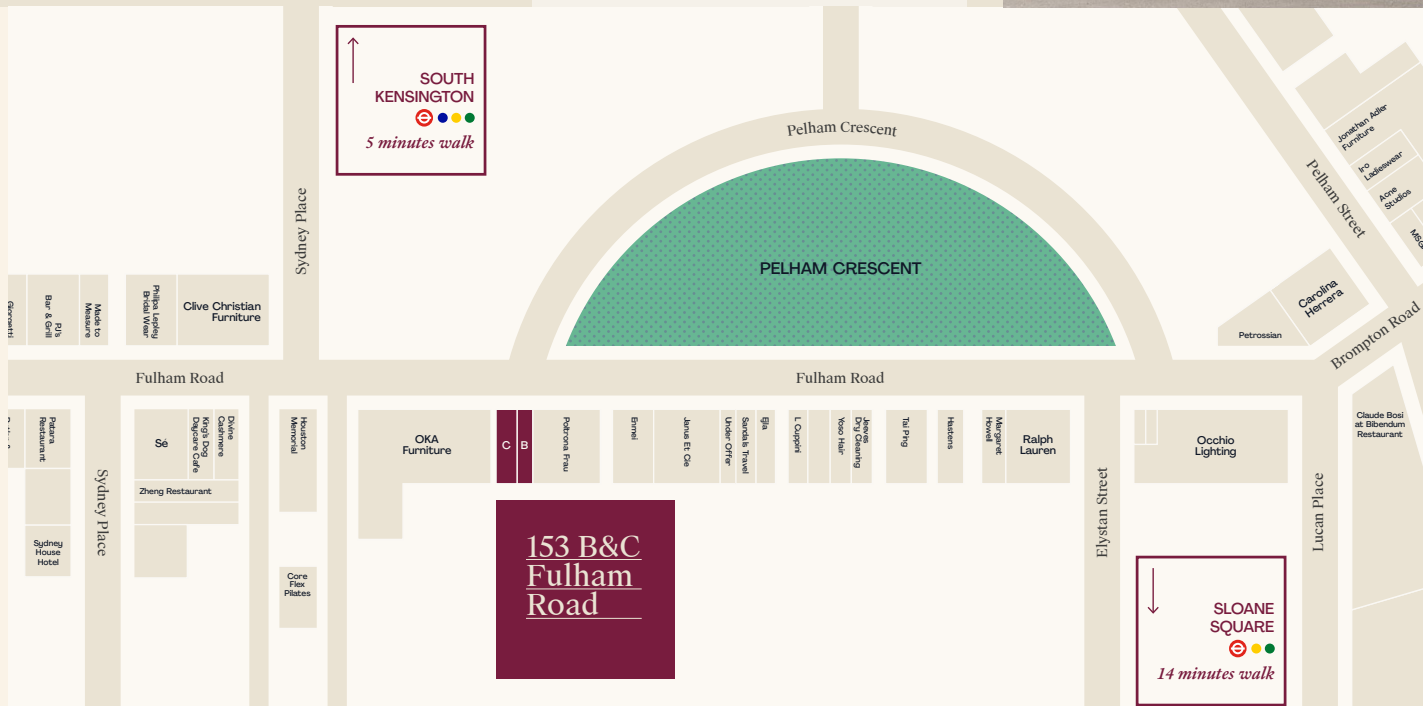 SOUTH
KENSINGTON
5 minutes walk
Pelham Crescent
PELHAM CRESCENT
Sydney Place
Pelham Street
Jonathan Adler
Furniture
Iro
Ladieswear
Acne
Studios
Carolina
Herrera
Petrossian
Brompton Road
PJ's
Bar & Grill
Made to
Measure
Philipa Lepley
Bridal Wear
Clive Christian
Furniture
Fulham Road
Fulham Road
Patara
Restaurant
Sydney
House
Hotel
Sydney Place
Sé
King's Dog
Daycare Cafe
Divine
Cashmere
Zheng Restaurant
Houston
Memorial
Core
Flex
Pilates
OKA
Furniture
C
B
Poltrona Frau
Enmei
Janus Et Cie
Under Offer
Sandals Travel
Ella
L Cuppini
Yoso Hair
Jeeves
Dry Cleaning
Tai Ping
Hastens
Margaret
Howell
Ralph
Lauren
153 B&C
Fulham
Road
Elystan Street
Occhio
Lighting
Lucan Place
Claude Bosi
at Bibendum
Restaurant
SLOANE
SQUARE
14 minutes walk